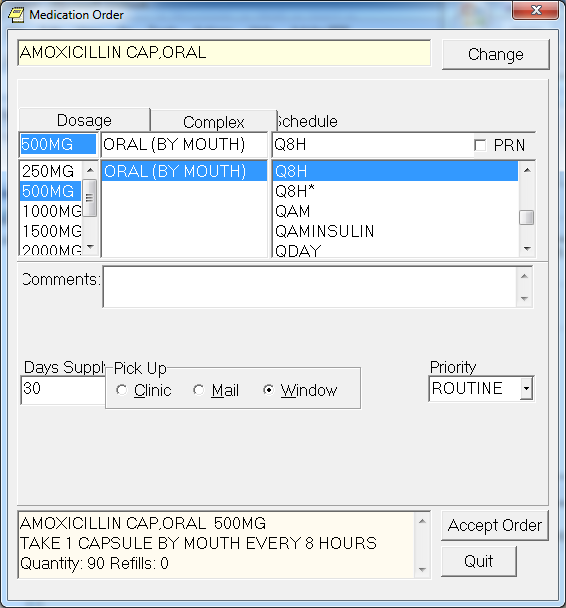 Medication Order
AMOXICILLIN CAP,ORAL
Change
Dosage
Complex
Schedule
500MG
ORAL (BY MOUTH)
Q8H
PRN
250MG
500MG
1000MG
1500MG
2000MG
ORAL (BY MOUTH)
Q8H
Q8H*
QAM
QAMINSULIN
QDAY
Comments:
Days Suppl
30
Pick Up
Clinic
Mail
Window
Priority
ROUTINE
AMOXICILLIN CAP,ORAL 500MG
TAKE 1 CAPSULE BY MOUTH EVERY 8 HOURS
Quantity: 90 Refills: 0
Accept Order
Quit